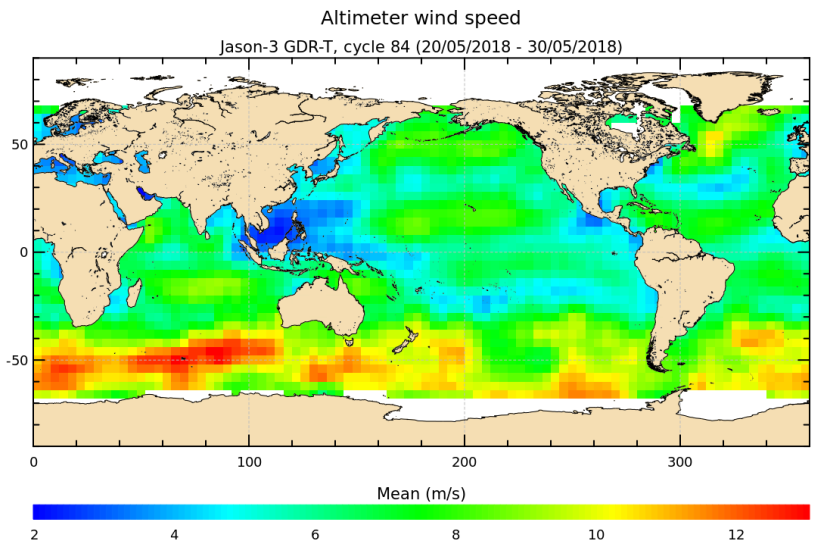 Altimeter wind speed
Jason-3 GDR-T, cycle 84 (20/05/2018 - 30/05/2018)
50
0
-50
0 100 200 300
Mean (m/s)
2 4 6 8 10 12